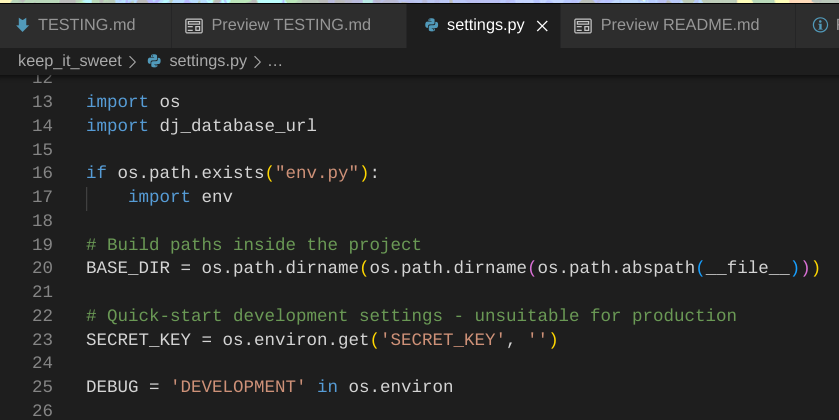 TESTING.md
Preview TESTING.md
settings.py
Preview README.md
keep_it_sweet > settings.py > ...
12
13 import os
14 import dj_database_url
15
16 if os.path.exists("env.py"):
17     import env
18
19 # Build paths inside the project
20 BASE_DIR = os.path.dirname(os.path.dirname(os.path.abspath(__file__)))
21
22 # Quick-start development settings - unsuitable for production
23 SECRET_KEY = os.environ.get('SECRET_KEY', '')
24
25 DEBUG = 'DEVELOPMENT' in os.environ
26